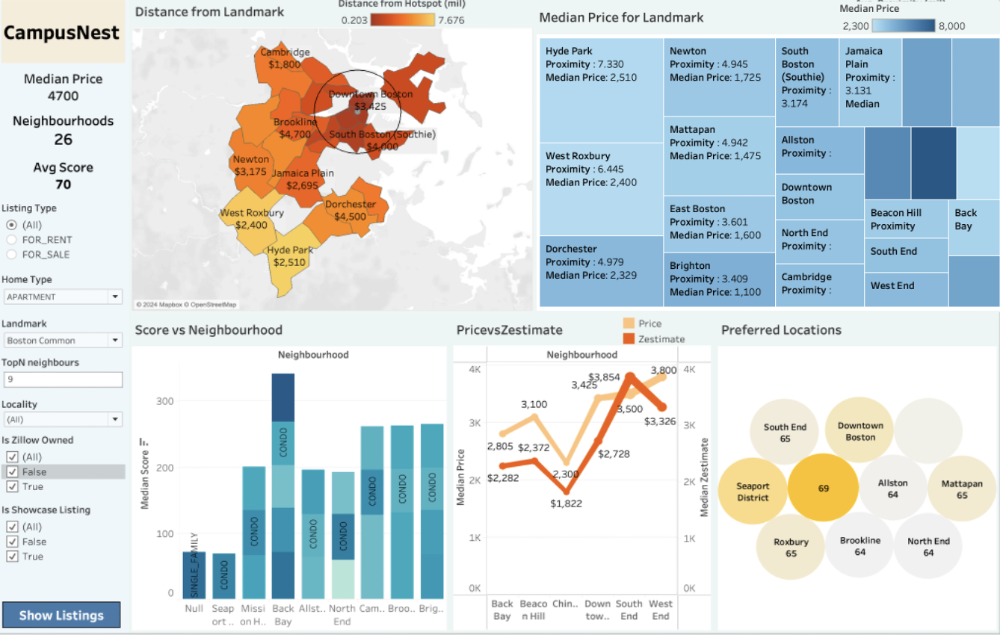 CampusNest
Median Price
4700
Neighbourhoods
26
Avg Score
70
Listing Type
(All)
FOR_RENT
FOR_SALE
Home Type
APARTMENT
Landmark
Boston Common
TopN neighbours
9
Locality
(All)
Is Zillow Owned
(All)
False
True
Is Showcase Listing
(All)
False
True
Show Listings
Distance from Landmark
Distance from Hotspot (mil)
0.203
7.676
Cambridge
$1,800
Downtown Boston
$3,425
Brookline
$4,700
South Boston (Southie)
$4,000
Newton
$3,175
Jamaica Plain
$2,695
Dorchester
$4,500
West Roxbury
$2,400
Hyde Park
$2,510
© 2024 Mapbox © OpenStreetMap
Median Price for Landmark
Median Price
2,300
8,000
Hyde Park
Proximity : 7.330
Median Price: 2,510
West Roxbury
Proximity : 6.445
Median Price: 2,400
Dorchester
Proximity : 4.979
Median Price: 2,329
Newton
Proximity : 4.945
Median Price: 1,725
Mattapan
Proximity : 4.942
Median Price: 1,475
East Boston
Proximity : 3.601
Median Price: 1,600
Brighton
Proximity : 3.409
Median Price: 1,100
South
Boston
(Southie)
Proximity :
3.174
Jamaica
Plain
Proximity :
3.131
Median
Allston
Proximity :
Downtown
Boston
North End
Proximity :
Cambridge
Proximity :
Beacon Hill
Proximity
South End
West End
Back
Bay
Score vs Neighbourhood
Neighbourhood
Median Score
300
200
100
0
SINGLE_FAMILY
CONDO
CONDO
CONDO
CONDO
CONDO
CONDO
CONDO
CONDO
Null
Seap
ort ..
Missi
on H..
Back
Bay
Allst..
North
End
Cam..
Broo..
Brig..
PricevsZestimate
Price
Zestimate
Neighbourhood
Median Price
4K
3K
2K
1K
0K
2,805
3,100
2,300
3,425
3,500
3,800
$2,282
$2,372
$1,822
$2,728
$3,854
$3,326
4K
3K
2K
1K
0K
Median Zestimate
Back
Bay
Beaco
n Hill
Chin..
Down
tow..
South
End
West
End
Preferred Locations
South End
65
Downtown
Boston
Seaport
District
69
Allston
64
Mattapan
65
Roxbury
65
Brookline
64
North End
64